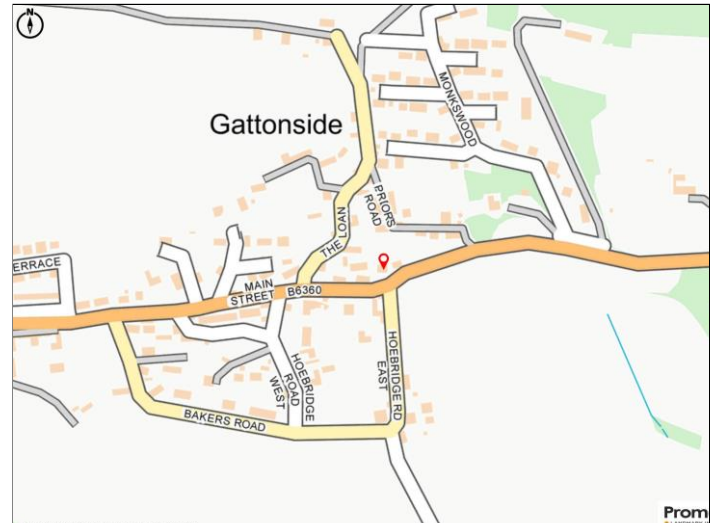 Gattonside
MONKSWOOD
PRIORS
ROAD
THE LOAN
ERRACE
MAIN
STREET
B6360
HOEBRIDGE
ROAD
WEST
HOEBRIDGE RD
EAST
BAKERS ROAD
Prom